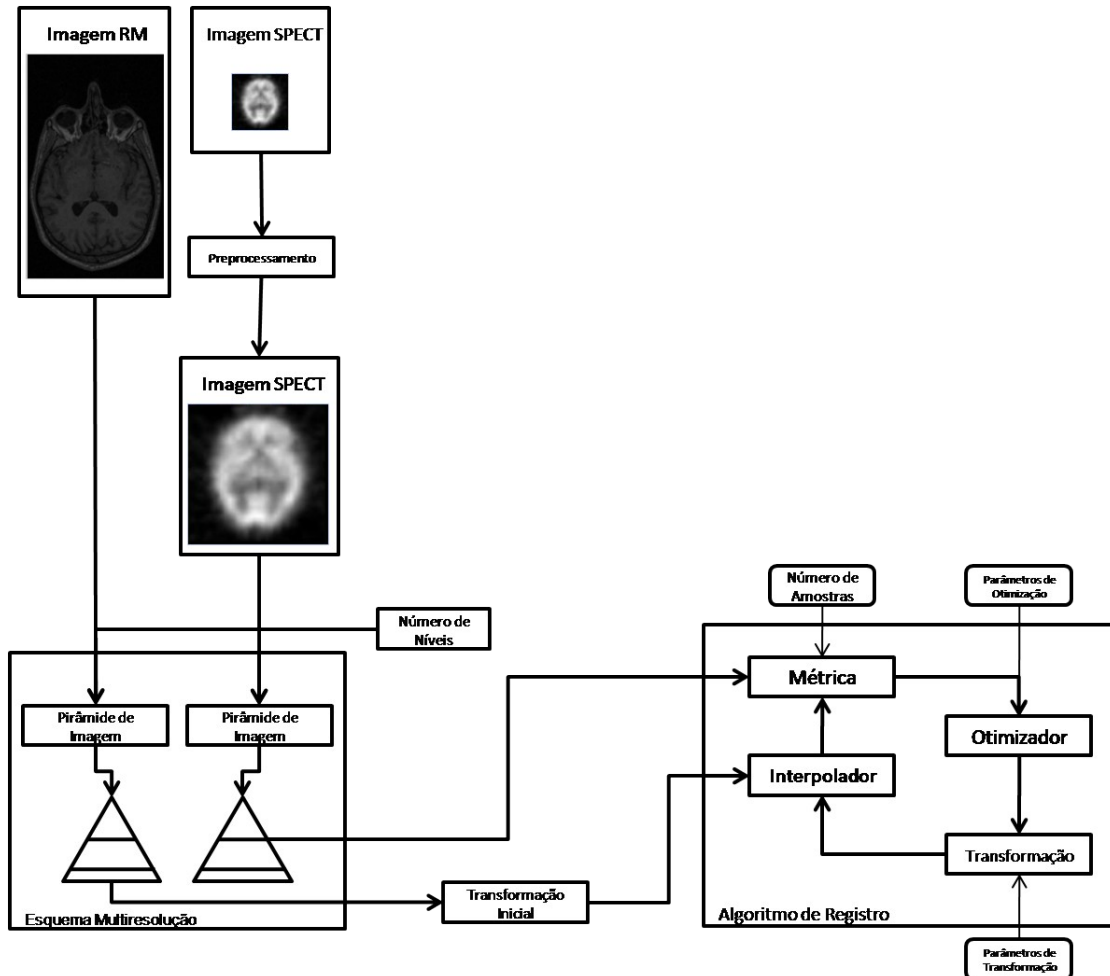 Imagem RM
Imagem SPECT
Preprocessamento
Imagem SPECT
Número de
Níveis
Pirâmide de
Imagem
Pirâmide de
Imagem
Esquema Multiresolução
Transformação
Inicial
Número de
Amostras
Parâmetros de
Otimização
Métrica
Otimizador
Interpolador
Transformação
Algoritmo de Registro
Parâmetros de
Transformação